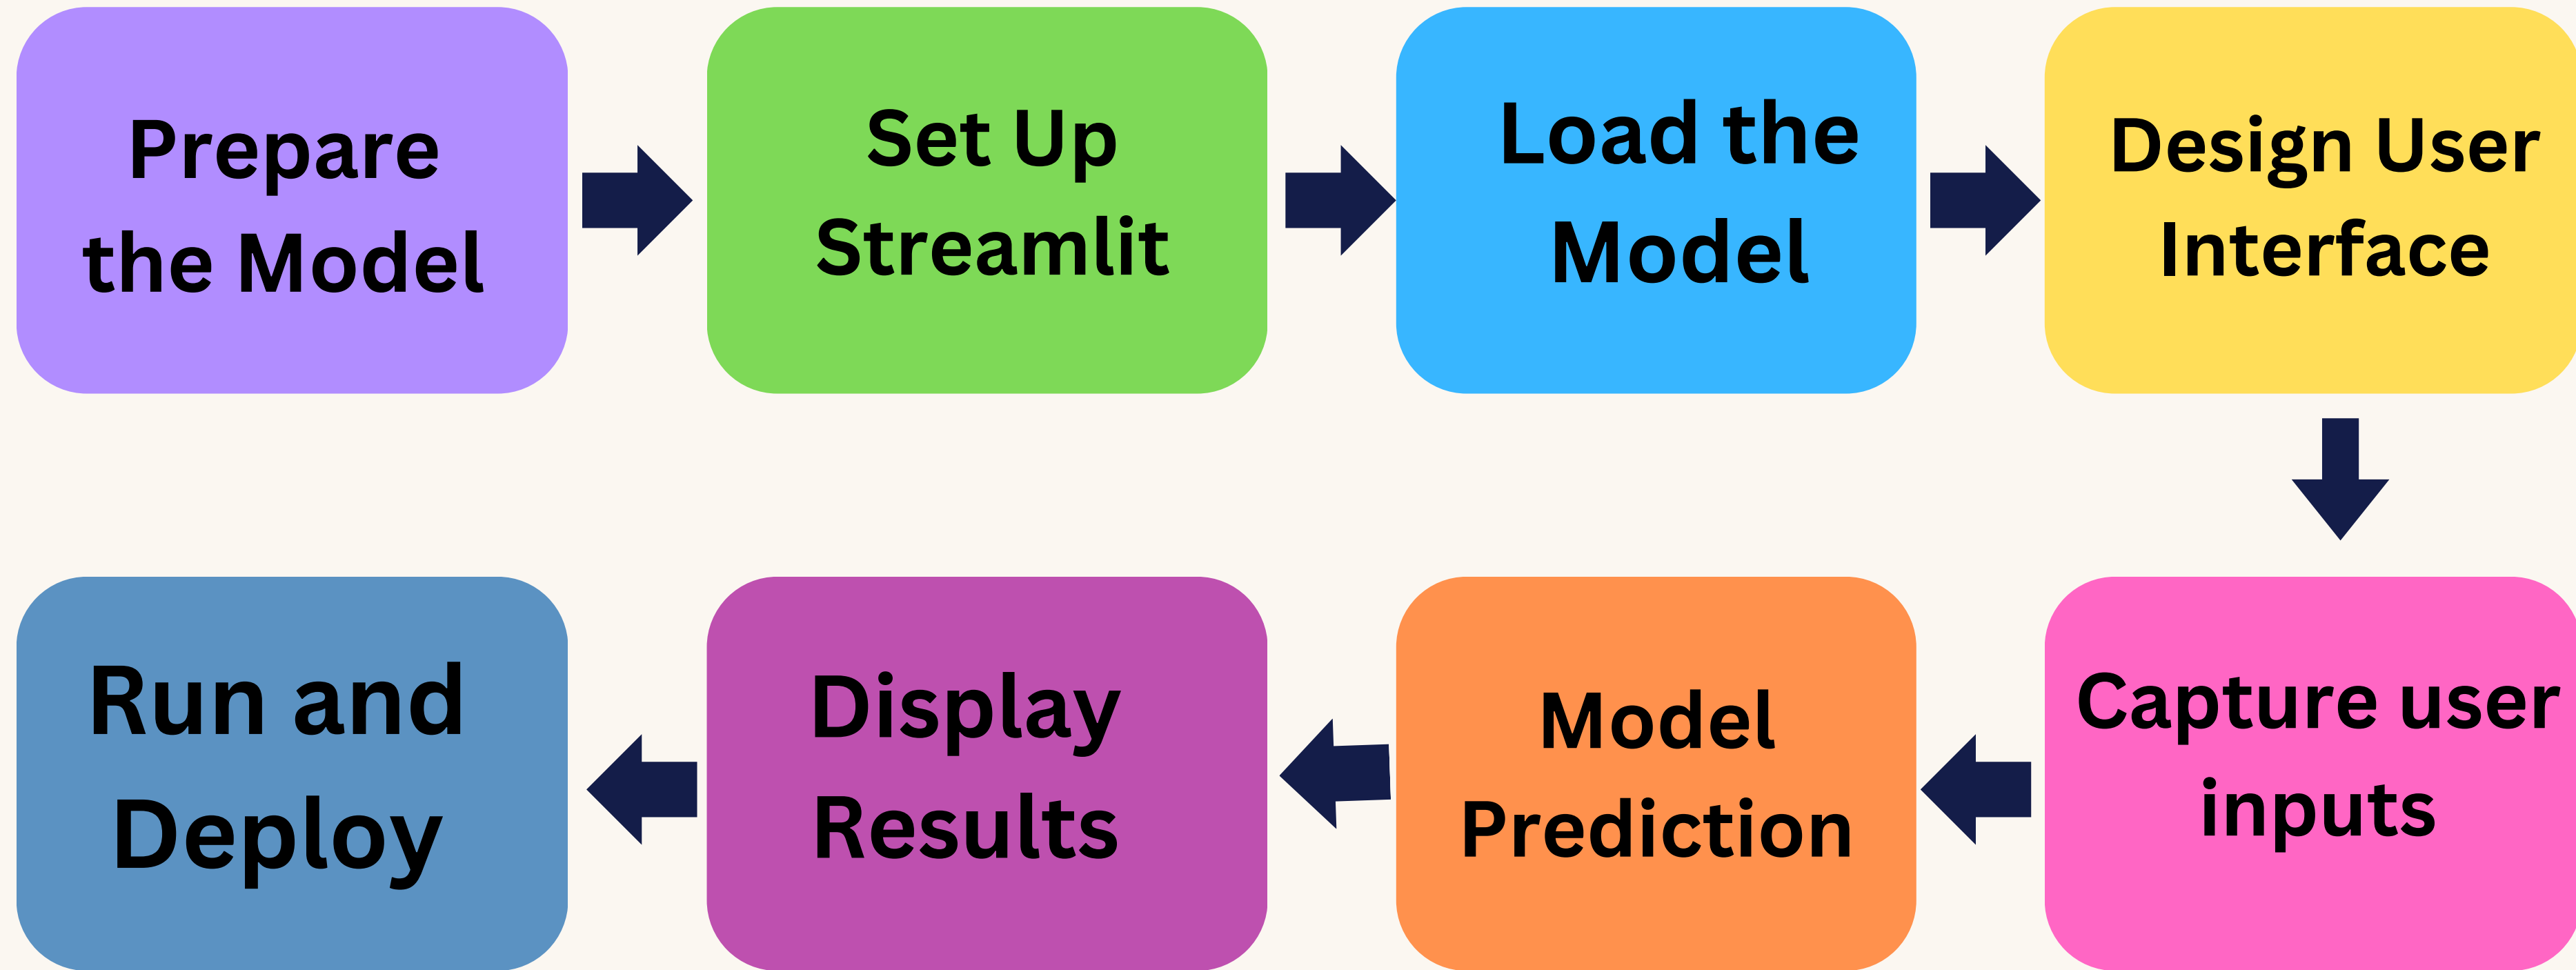 Prepare
the Model
Set Up
Streamlit
Load the
Model
Design User
Interface
Capture user
inputs
Model
Prediction
Display
Results
Run and
Deploy